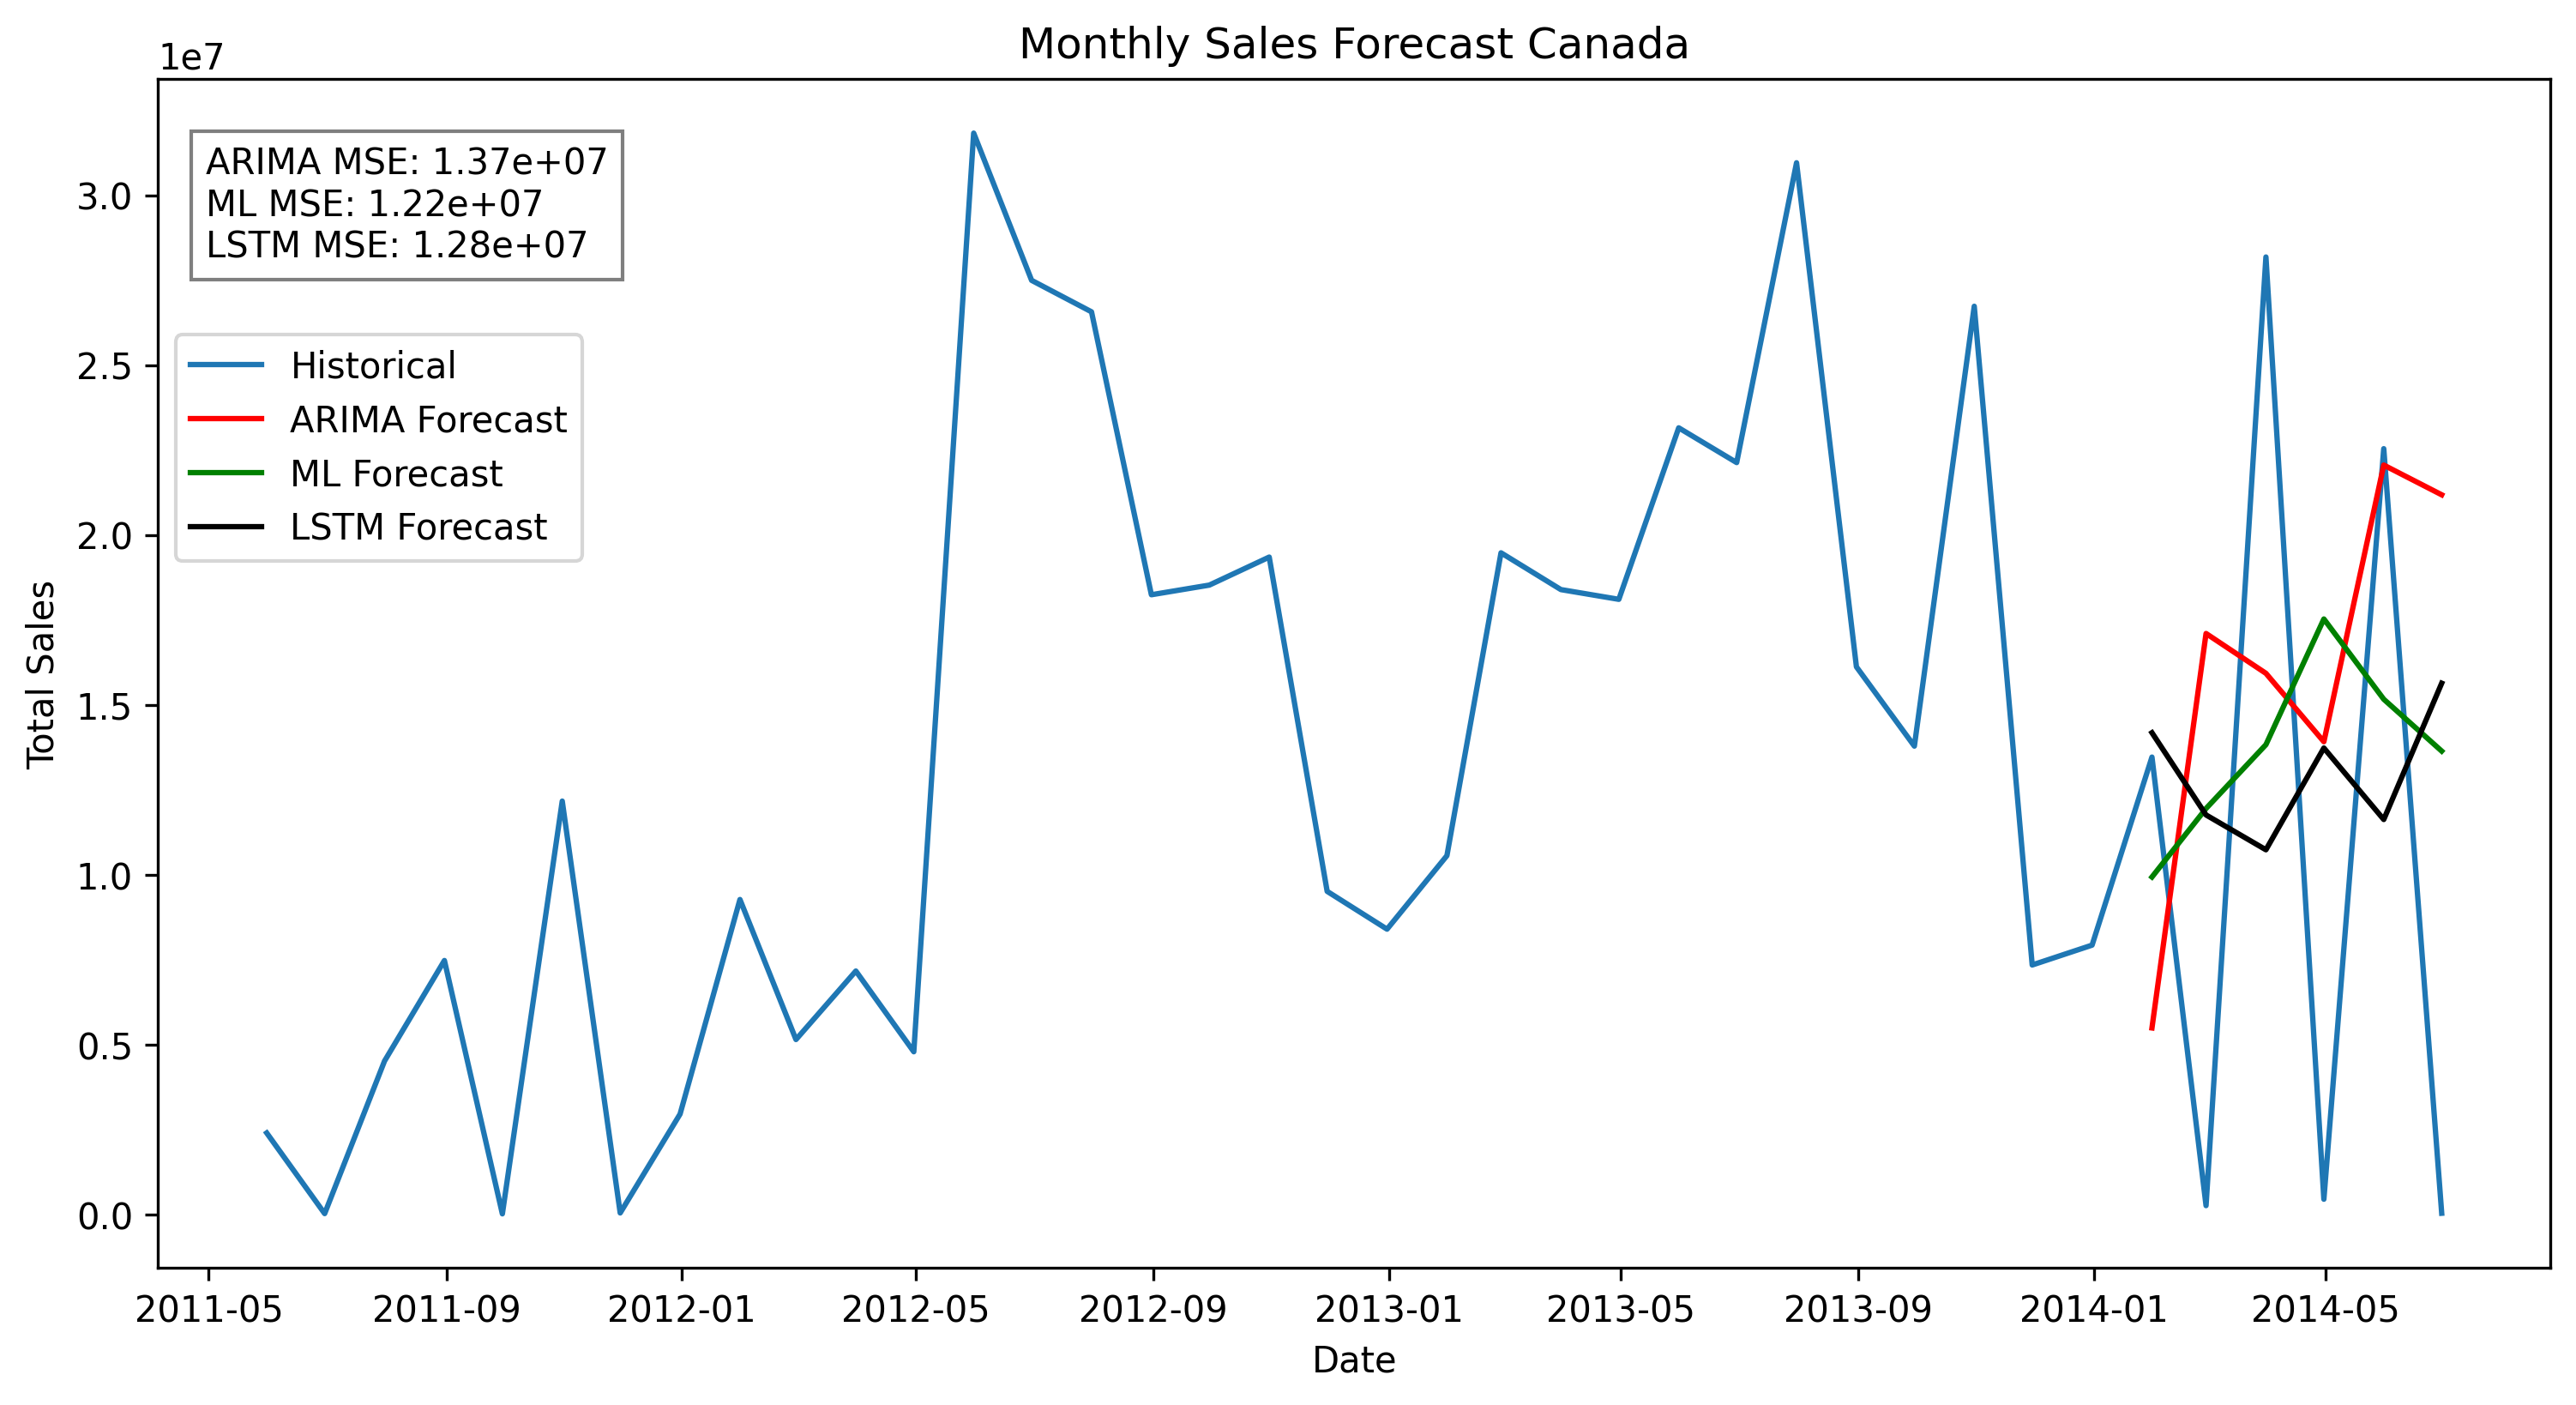 Monthly Sales Forecast Canada
1e7
ARIMA MSE: 1.37e+07
ML MSE: 1.22e+07
LSTM MSE: 1.28e+07
Historical
ARIMA Forecast
ML Forecast
LSTM Forecast
3.0
2.5
2.0
1.5
1.0
0.5
0.0
Total Sales
2011-05 2011-09 2012-01 2012-05 2012-09 2013-01 2013-05 2013-09 2014-01 2014-05
Date